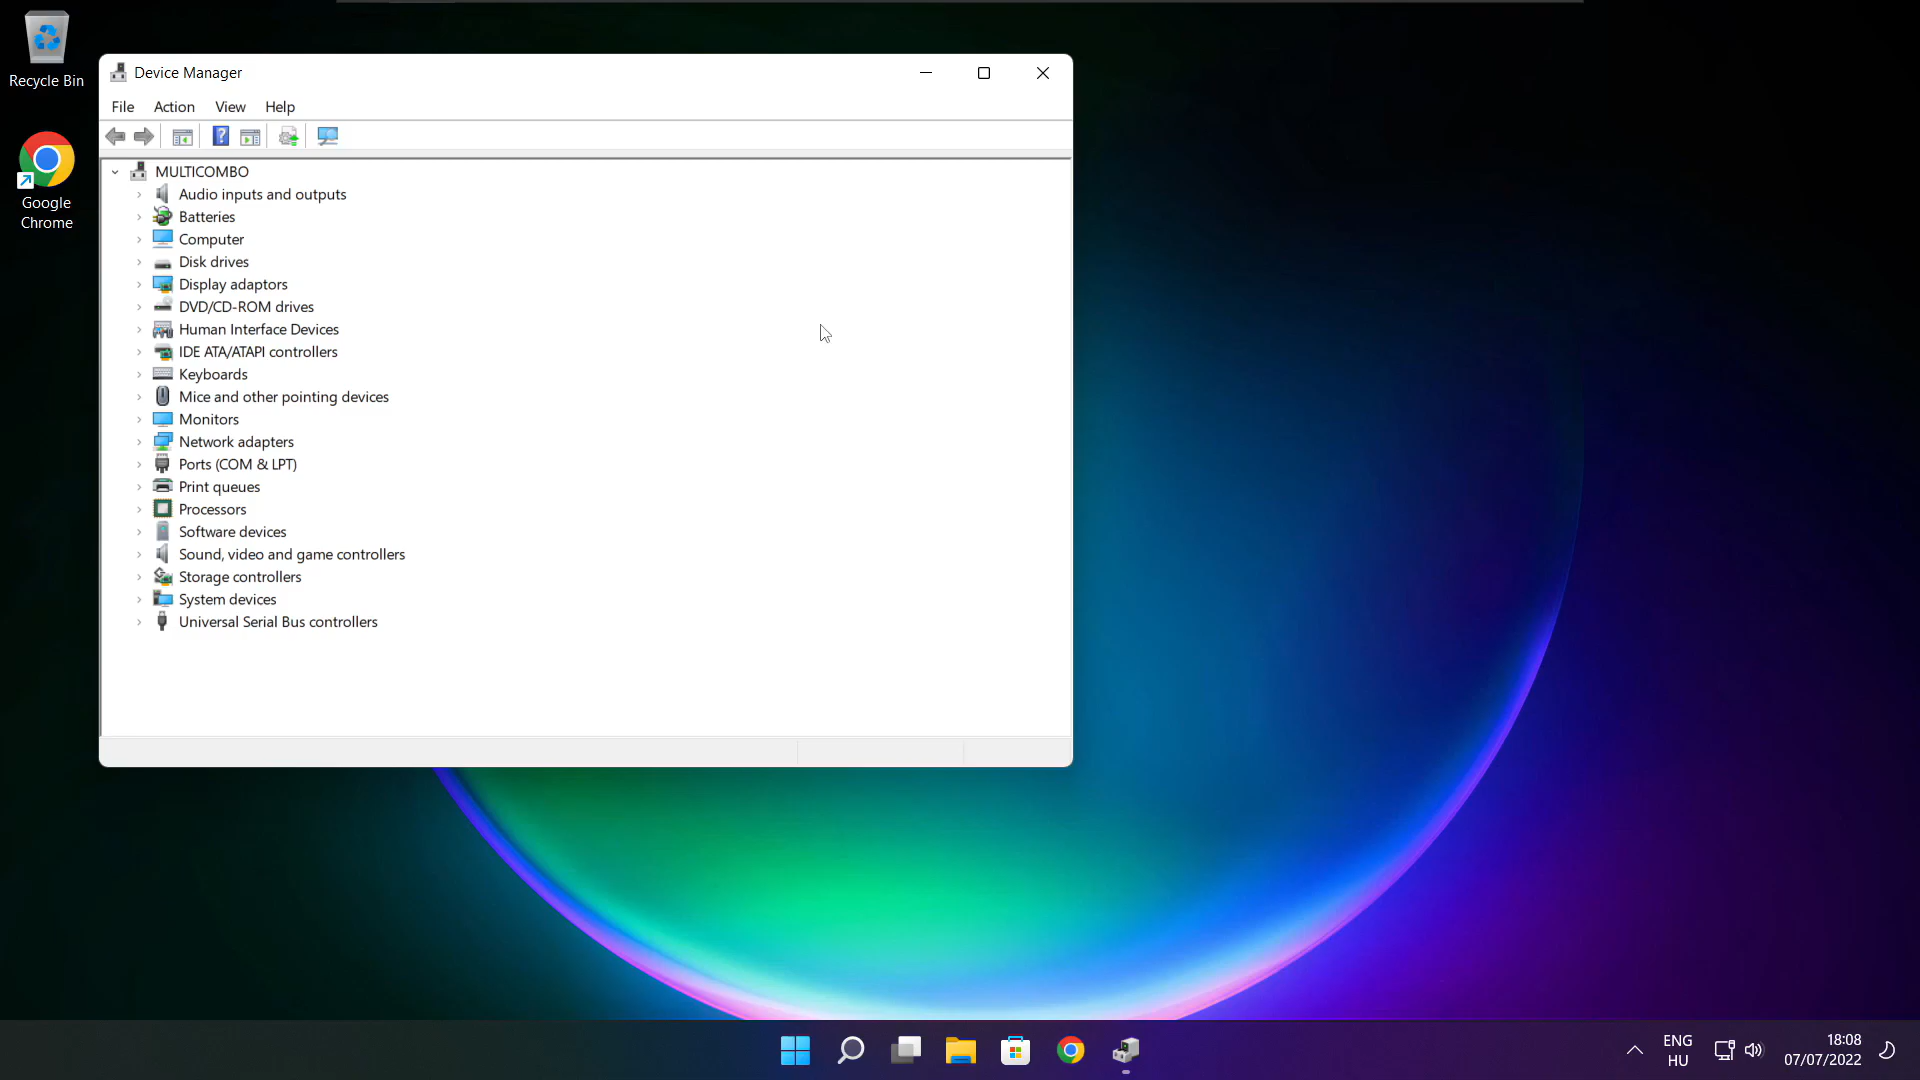 Recycle Bin
Google
Chrome
Device Manager
File Action View Help
MULTICOMBO
Audio inputs and outputs
Batteries
Computer
Disk drives
Display adaptors
DVD/CD-ROM drives
Human Interface Devices
IDE ATA/ATAPI controllers
Keyboards
Mice and other pointing devices
Monitors
Network adapters
Ports (COM & LPT)
Print queues
Processors
Software devices
Sound, video and game controllers
Storage controllers
System devices
Universal Serial Bus controllers
ENG
HU
18:08
07/07/2022